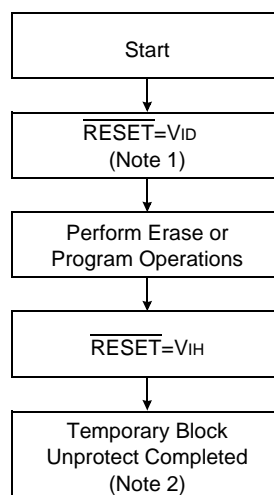 Start
RESET=VID
(Note 1)
Perform Erase or
Program Operations
RESET=VIH
Temporary Block
Unprotect Completed
(Note 2)